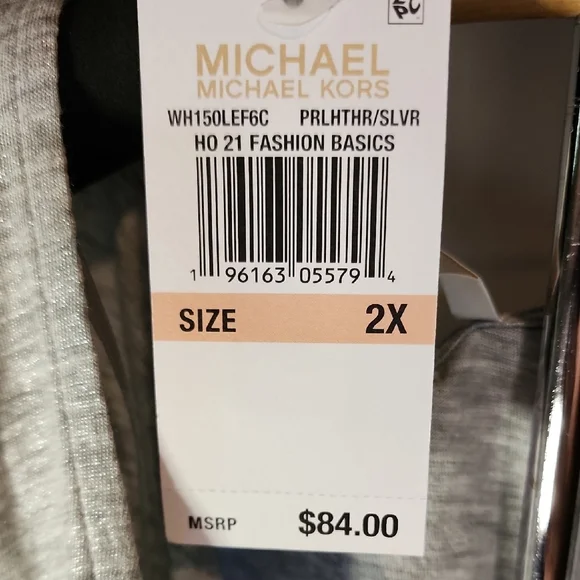 MICHAEL
MICHAEL KORS
WH150LEF6C PRLHTHR/SLVR
HO 21 FASHION BASICS
1 96163 05579 4
SIZE 2X
MSRP $84.00